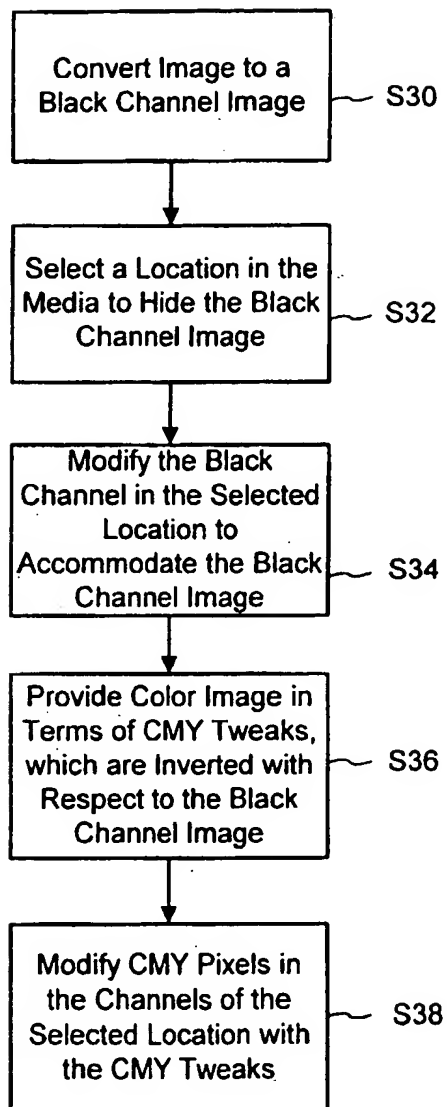 Convert Image to a
Black Channel Image
S30
Select a Location in the
Media to Hide the Black
Channel Image
S32
Modify the Black
Channel in the Selected
Location to
Accommodate the Black
Channel Image
S34
Provide Color Image in
Terms of CMY Tweaks,
which are Inverted with
Respect to the Black
Channel Image
S36
Modify CMY Pixels in
the Channels of the
Selected Location with
the CMY Tweaks
S38